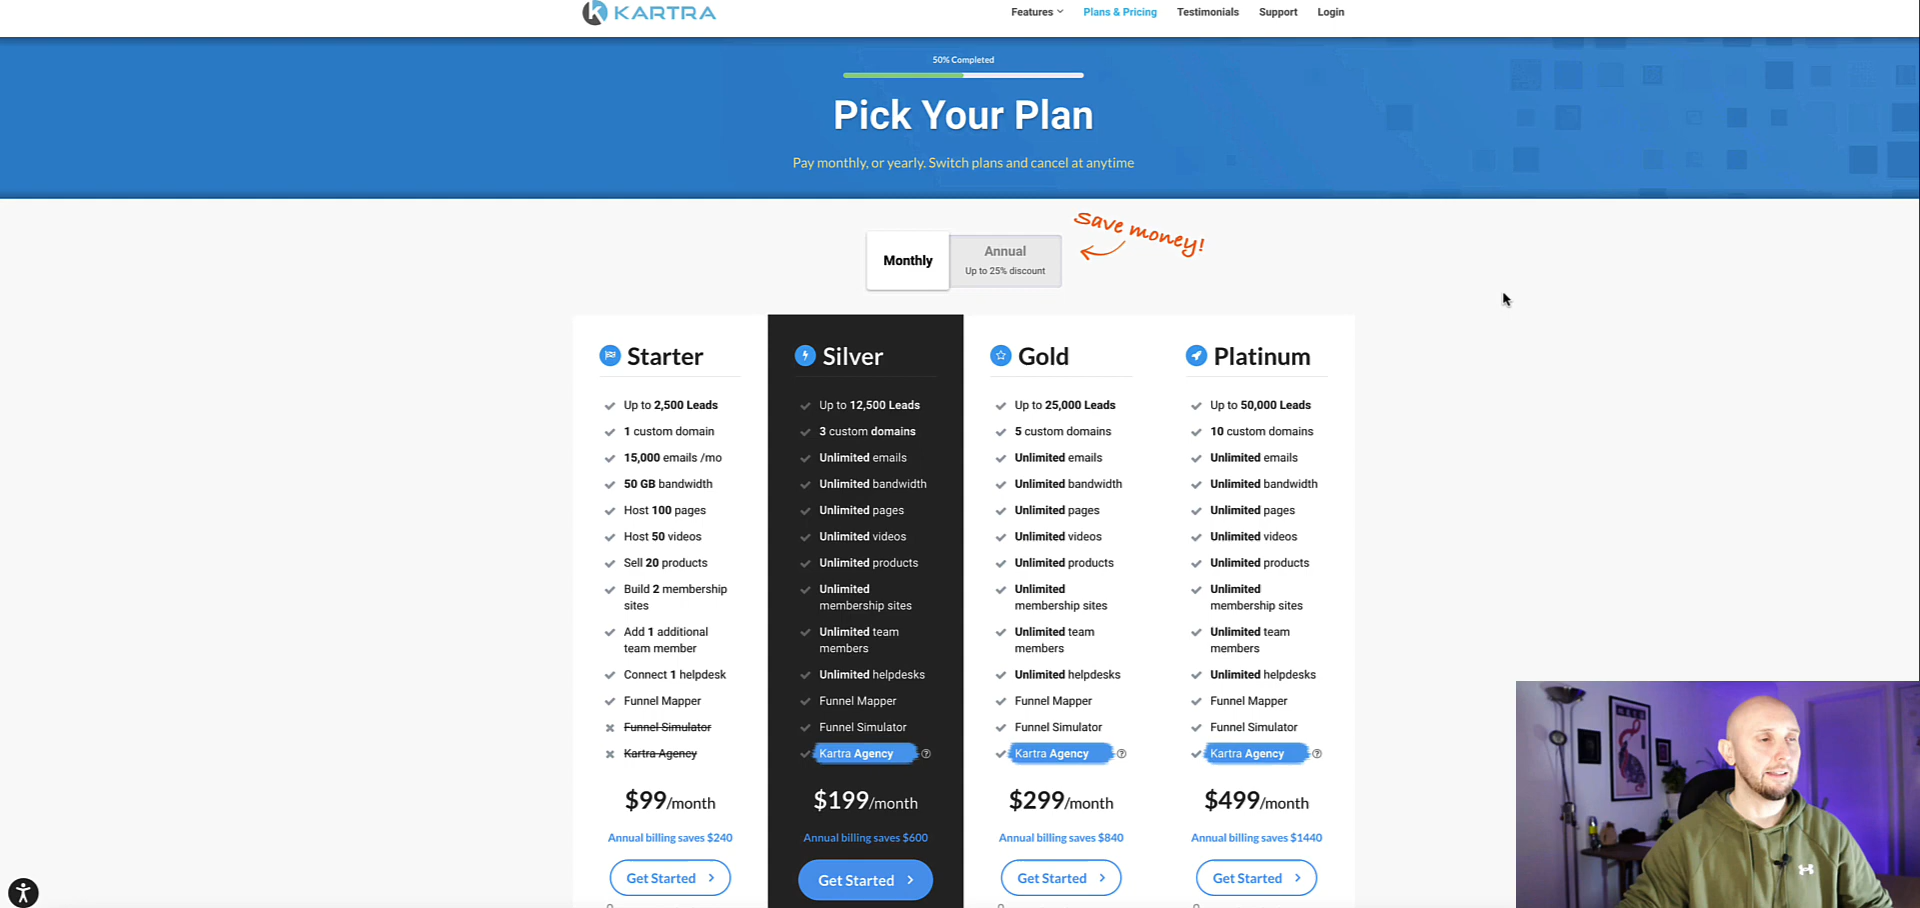 KARTRA
Features
Plans & Pricing
Testimonials
Support
Login
50% Completed
Pick Your Plan
Pay monthly, or yearly. Switch plans and cancel at anytime
Save money!
Monthly
Annual
Up to 25% discount
Starter
Up to 2,500 Leads
1 custom domain
15,000 emails /mo
50 GB bandwidth
Host 100 pages
Host 50 videos
Sell 20 products
Build 2 membership
sites
Add 1 additional
team member
Connect 1 helpdesk
Funnel Mapper
Funnel Simulator
Kartra Agency
$99/month
Annual billing saves $240
Get Started
Silver
Up to 12,500 Leads
3 custom domains
Unlimited emails
Unlimited bandwidth
Unlimited pages
Unlimited videos
Unlimited products
Unlimited
membership sites
Unlimited team
members
Unlimited helpdesks
Funnel Mapper
Funnel Simulator
Kartra Agency
$199/month
Annual billing saves $600
Get Started
Gold
Up to 25,000 Leads
5 custom domains
Unlimited emails
Unlimited bandwidth
Unlimited pages
Unlimited videos
Unlimited products
Unlimited
membership sites
Unlimited team
members
Unlimited helpdesks
Funnel Mapper
Funnel Simulator
Kartra Agency
$299/month
Annual billing saves $840
Get Started
Platinum
Up to 50,000 Leads
10 custom domains
Unlimited emails
Unlimited bandwidth
Unlimited pages
Unlimited videos
Unlimited products
Unlimited
membership sites
Unlimited team
members
Unlimited helpdesks
Funnel Mapper
Funnel Simulator
Kartra Agency
$499/month
Annual billing saves $1440
Get Started